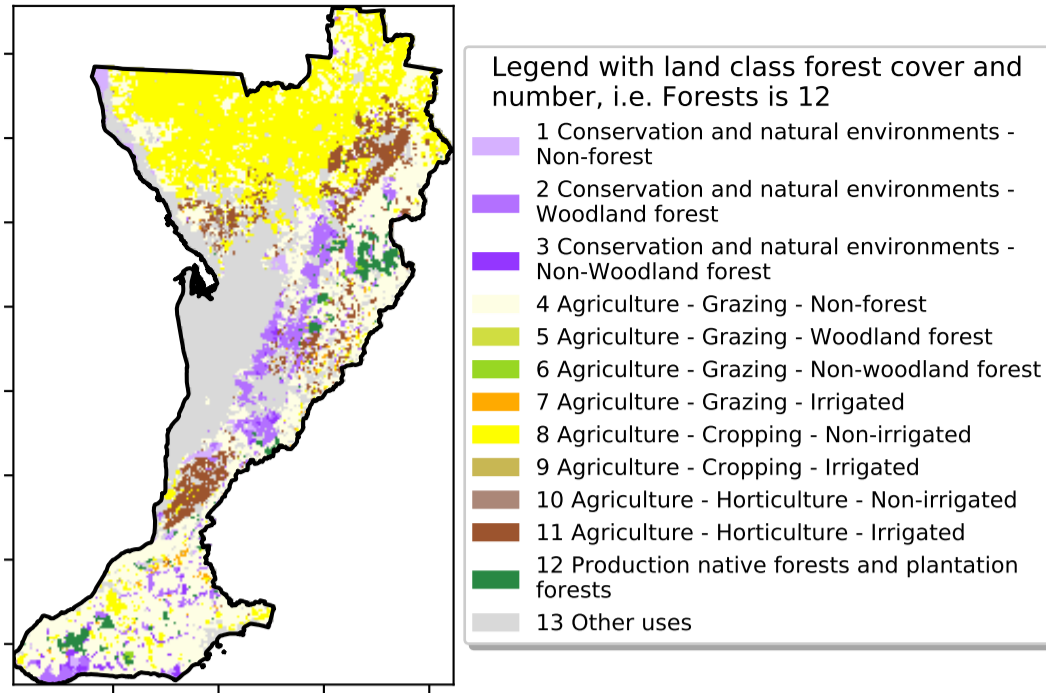 Legend with land class forest cover and
number, i.e. Forests is 12
1 Conservation and natural environments -
Non-forest
2 Conservation and natural environments -
Woodland forest
3 Conservation and natural environments -
Non-Woodland forest
4 Agriculture - Grazing - Non-forest
5 Agriculture - Grazing - Woodland forest
6 Agriculture - Grazing - Non-woodland forest
7 Agriculture - Grazing - Irrigated
8 Agriculture - Cropping - Non-irrigated
9 Agriculture - Cropping - Irrigated
10 Agriculture - Horticulture - Non-irrigated
11 Agriculture - Horticulture - Irrigated
12 Production native forests and plantation
forests
13 Other uses